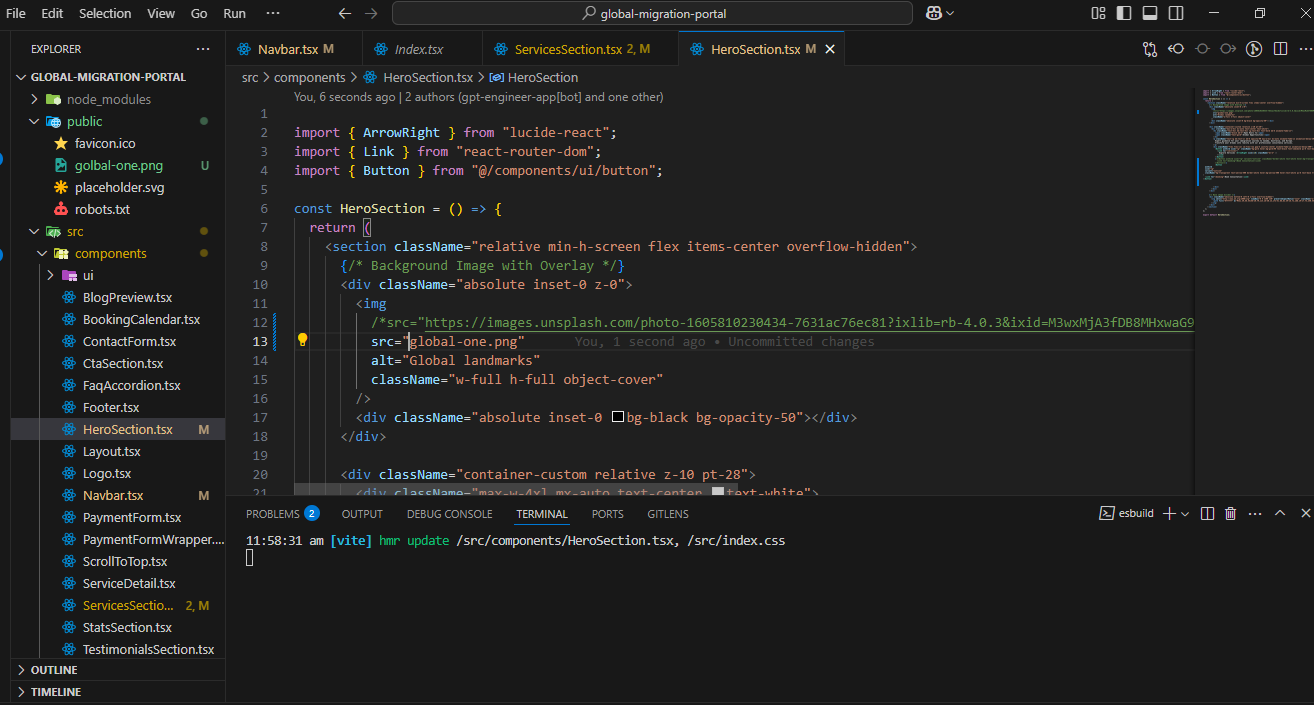 File Edit Selection View Go Run ···
global-migration-portal
EXPLORER
GLOBAL-MIGRATION-PORTAL
node_modules
public
favicon.ico
golbal-one.png U
placeholder.svg
robots.txt
src
components
ui
BlogPreview.tsx
BookingCalendar.tsx
ContactForm.tsx
CtaSection.tsx
FaqAccordion.tsx
Footer.tsx
HeroSection.tsx M
Layout.tsx
Logo.tsx
Navbar.tsx M
PaymentForm.tsx
PaymentFormWrapper....
ScrollToTop.tsx
ServiceDetail.tsx
ServicesSectio... 2, M
StatsSection.tsx
TestimonialsSection.tsx
OUTLINE
TIMELINE
Navbar.tsx M Index.tsx ServicesSection.tsx 2, M HeroSection.tsx M
src > components > HeroSection.tsx > HeroSection
You, 6 seconds ago | 2 authors (gpt-engineer-app[bot] and one other)
1
2 import { ArrowRight } from "lucide-react";
3 import { Link } from "react-router-dom";
4 import { Button } from "@/components/ui/button";
5
6 const HeroSection = () => {
7 return (
8 <section className="relative min-h-screen flex items-center overflow-hidden">
9 {/* Background Image with Overlay */}
10 <div className="absolute inset-0 z-0">
11 <img
12 /*src="https://images.unsplash.com/photo-1605810230434-7631ac76ec81?ixlib=rb-4.0.3&ixid=M3wxMjA3fDB8MHxwaG9
13 src="global-one.png" You, 1 second ago • Uncommitted changes
14 alt="Global landmarks"
15 className="w-full h-full object-cover"
16 />
17 <div className="absolute inset-0 bg-black bg-opacity-50"></div>
18 </div>
19
20 <div className="container-custom relative z-10 pt-28">
21 <div className="max-w-4xl mx-auto text-center text-white">
PROBLEMS 2 OUTPUT DEBUG CONSOLE TERMINAL PORTS GITLENS
esbuild
11:58:31 am [vite] hmr update /src/components/HeroSection.tsx, /src/index.css